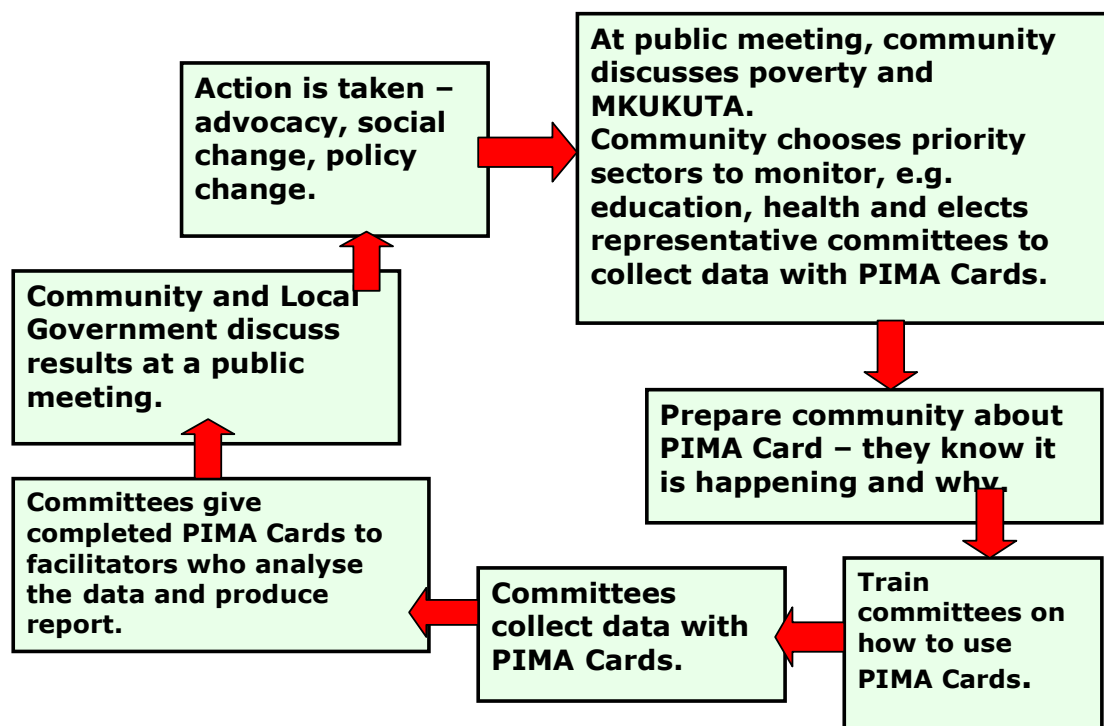 At public meeting, community
discusses poverty and
MKUKUTA.
Community chooses priority
sectors to monitor, e.g.
education, health and elects
representative committees to
collect data with PIMA Cards.
Prepare community about
PIMA Card – they know it
is happening and why.
Train
committees on
how to use
PIMA Cards.
Committees
collect data with
PIMA Cards.
Committees give
completed PIMA Cards to
facilitators who analyse
the data and produce
report.
Community and Local
Government discuss
results at a public
meeting.
Action is taken –
advocacy, social
change, policy
change.